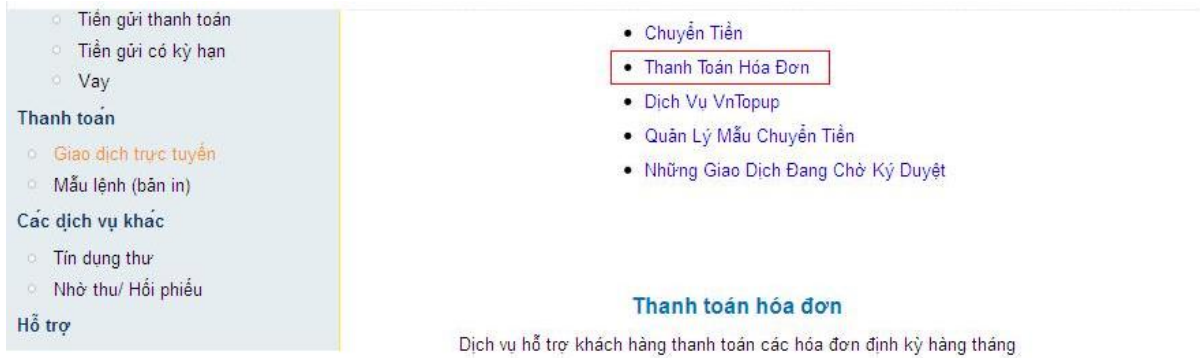 Tiền gửi thanh toán
Tiền gửi có kỳ hạn
Vay
Thanh toán
Giao dịch trực tuyến
Mẫu lệnh (bản in)
Các dịch vụ khác
Tín dụng thư
Nhờ thu/ Hối phiếu
Hỗ trợ
Chuyển Tiền
Thanh Toán Hóa Đơn
Dịch Vụ VnTopup
Quản Lý Mẫu Chuyển Tiền
Những Giao Dịch Đang Chờ Ký Duyệt
Thanh toán hóa đơn
Dịch vụ hỗ trợ khách hàng thanh toán các hóa đơn định kỳ hàng tháng